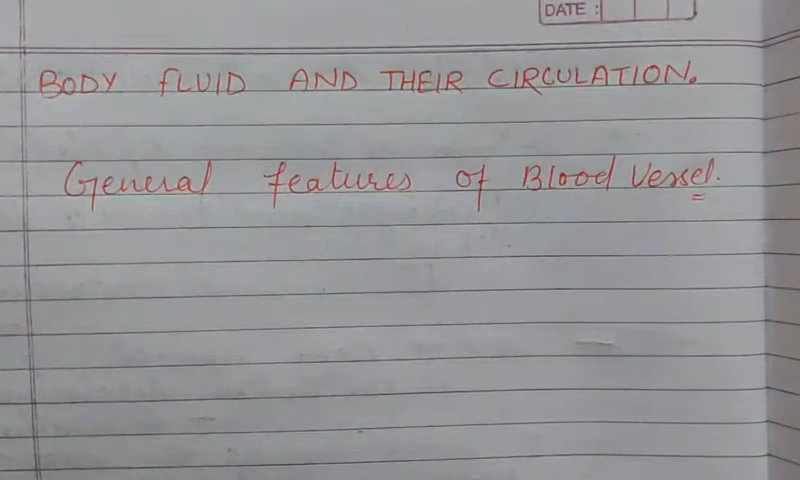 DATE :
BODY FLUID AND THEIR CIRCULATION.
General features of Blood Vessel.